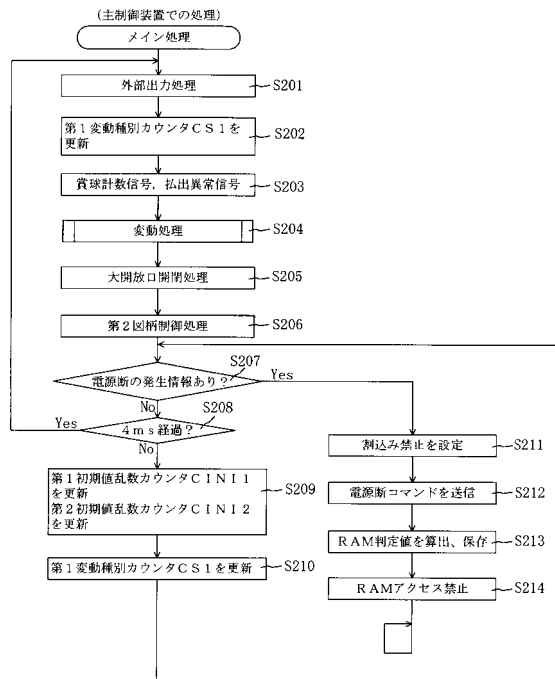 (主制御装置での処理)
メイン処理
外部出力処理
S201
第1変動種別カウンタCS1を
更新
S202
賞球計数信号，払出異常信号
S203
変動処理
S204
大開放口開閉処理
S205
第2図柄制御処理
S206
電源断の発生情報あり？
S207
Yes
No
4ms経過？
S208
Yes
No
第1初期値乱数カウンタCINI1
を更新
第2初期値乱数カウンタCINI2
を更新
S209
第1変動種別カウンタCS1を更新
S210
割込み禁止を設定
S211
電源断コマンドを送信
S212
RAM判定値を算出、保存
S213
RAMアクセス禁止
S214